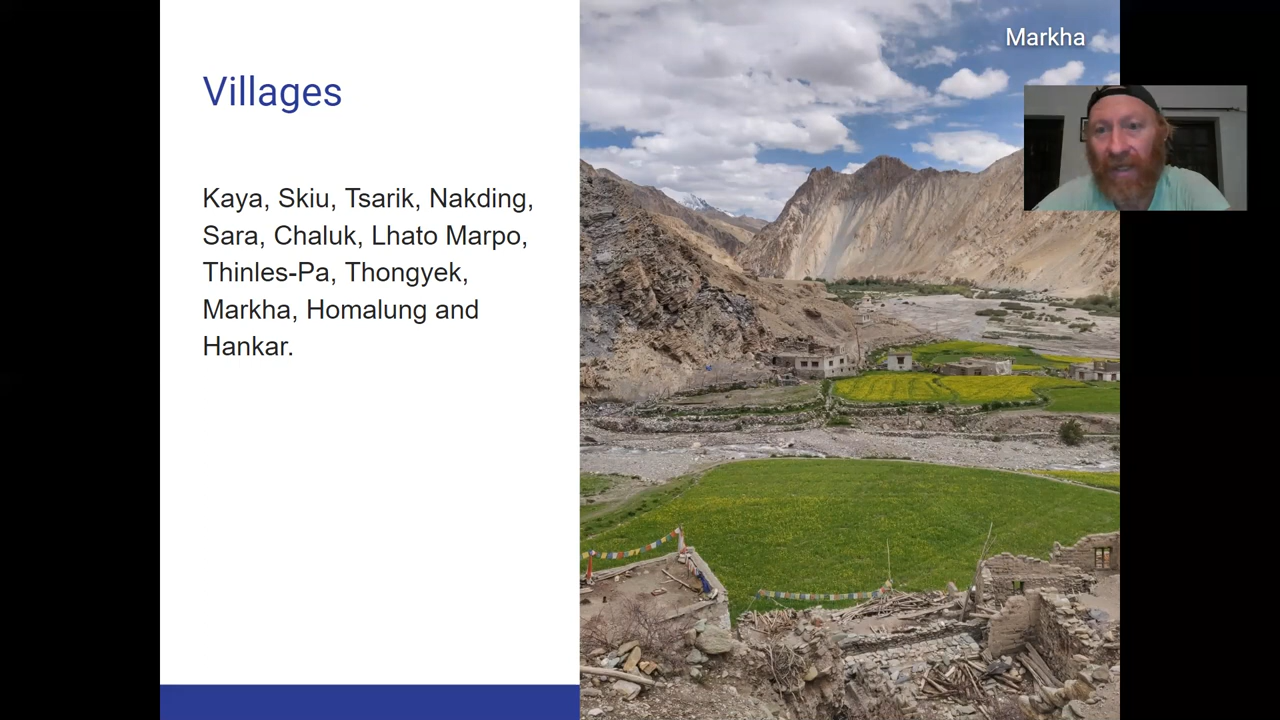 Villages
Kaya, Skiu, Tsarik, Nakding,
Sara, Chaluk, Lhato Marpo,
Thinles-Pa, Thongyek,
Markha, Homalung and
Hankar.
Markha